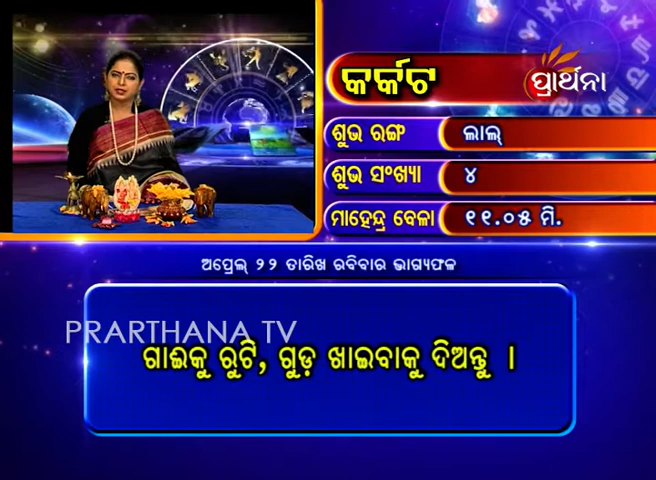 କର୍କଟ
ପ୍ରାର୍ଥନା
ଶୁଭ ରଙ୍ଗ ଲାଲ୍
ଶୁଭ ସଂଖ୍ୟା ୪
ମାହେନ୍ଦ୍ର ବେଳା ୧୧.୦୫ ମି.
ଅପ୍ରେଲ୍ ୨୨ ତାରିଖ ରବିବାର ଭାଗ୍ୟଫଳ
PRARTHANA TV
ଗାଈକୁ ରୁଟି, ଗୁଡ଼ ଖାଇବାକୁ ଦିଅନ୍ତୁ ।